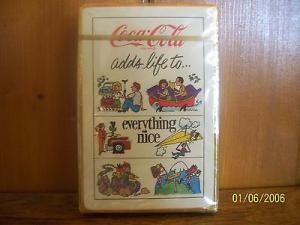 Coca-Cola
adds life to...
everything
nice
01/06/2006